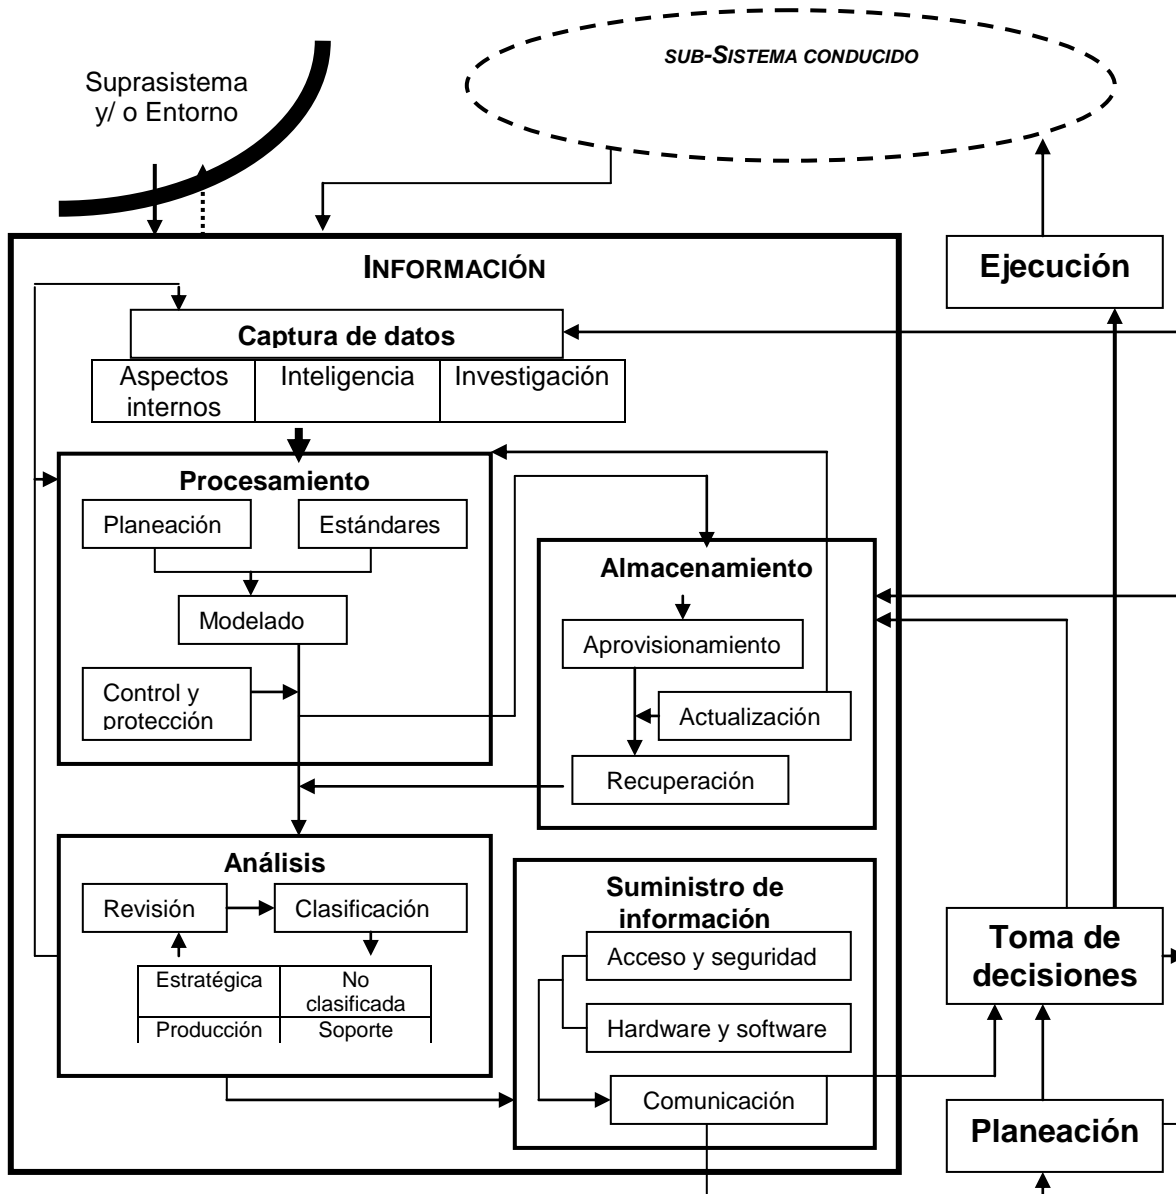 SUB-SISTEMA CONDUCIDO
Suprasistema
y/ o Entorno
INFORMACIÓN
Ejecución
Captura de datos
Aspectos
internos
Inteligencia
Investigación
Procesamiento
Planeación
Estándares
Modelado
Control y
protección
Almacenamiento
Aprovisionamiento
Actualización
Recuperación
Análisis
Revisión
Clasificación
Estratégica
No
clasificada
Producción
Soporte
Suministro de
información
Acceso y seguridad
Hardware y software
Comunicación
Toma de
decisiones
Planeación